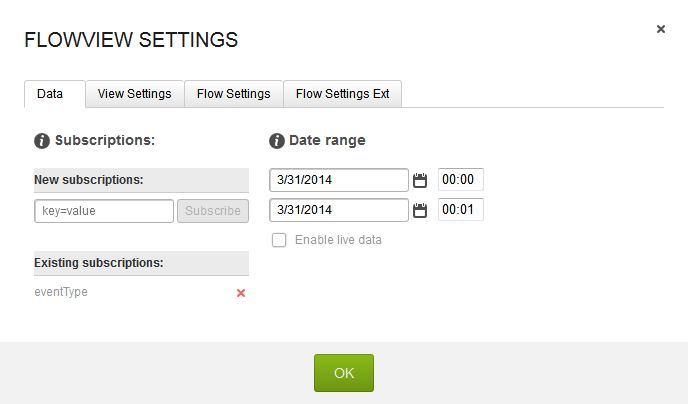 FLOWVIEW SETTINGS
Data View Settings Flow Settings Flow Settings Ext
Subscriptions:
New subscriptions:
key=value Subscribe
Existing subscriptions:
eventType
Date range
3/31/2014 00:00
3/31/2014 00:01
Enable live data
OK